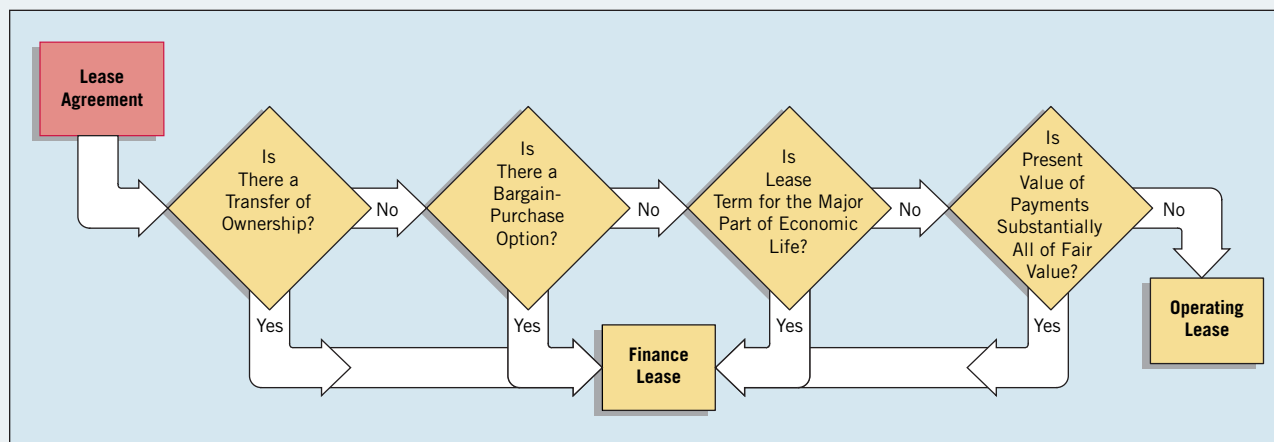 Lease
Agreement
Is
There a
Transfer of
Ownership?
No
Yes
Is
There a
Bargain-
Purchase
Option?
No
Yes
Is
Lease
Term for the Major
Part of Economic
Life?
No
Yes
Is
Present
Value of
Payments
Substantially
All of Fair
Value?
No
Yes
Finance
Lease
Operating
Lease